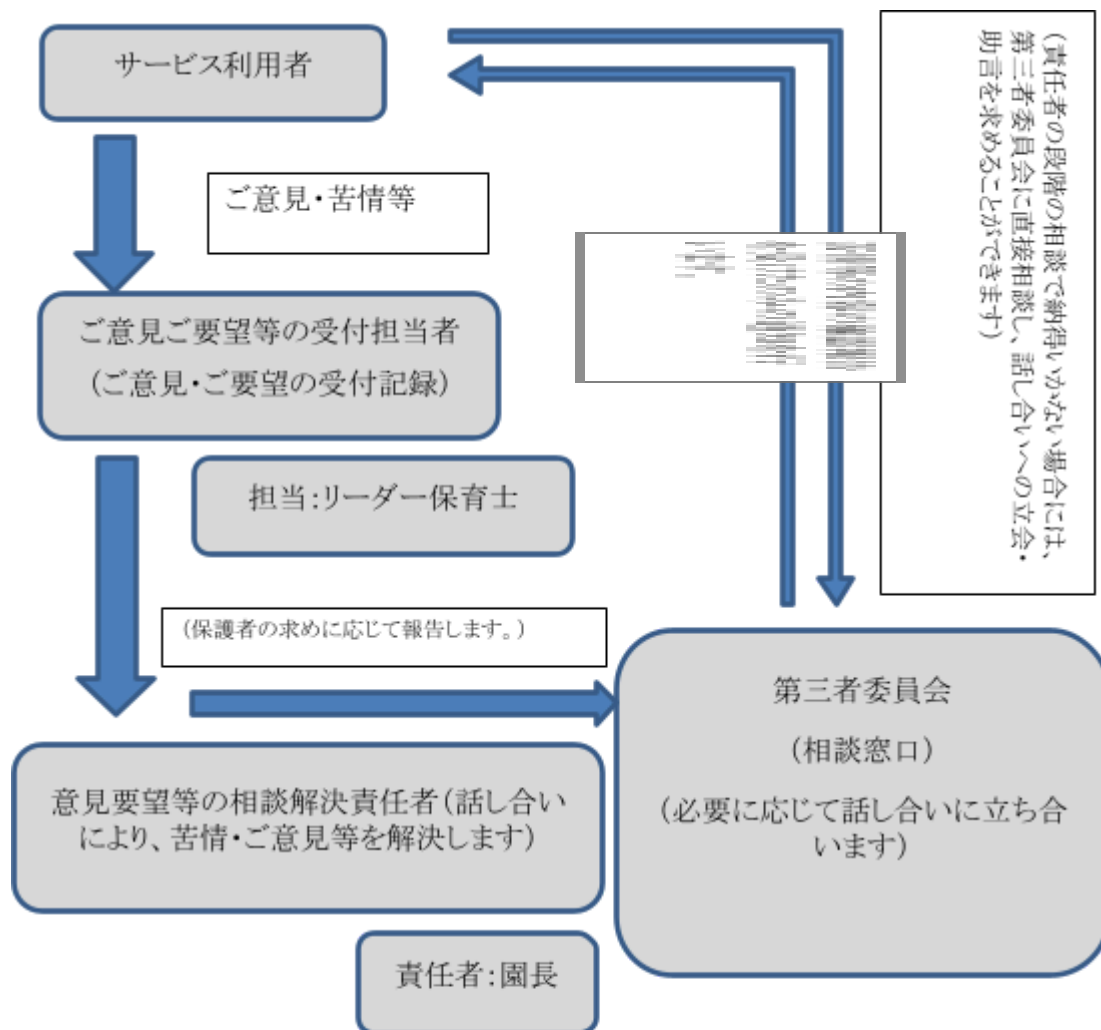 サービス利用者
ご意見・苦情等
ご意見ご要望等の受付担当者
(ご意見・ご要望の受付記録)
担当:リーダー保育士
(保護者の求めに応じて報告します。)
意見要望等の相談解決責任者(話し合い
により、苦情・ご意見等を解決します)
責任者:園長
(責任者の段階の相談で納得いかない場合には、
第三者委員会に直接相談し、話し合いへの立会・
助言を求めることができます)
第三者委員会
(相談窓口)
(必要に応じて話し合いに立ち合
います)